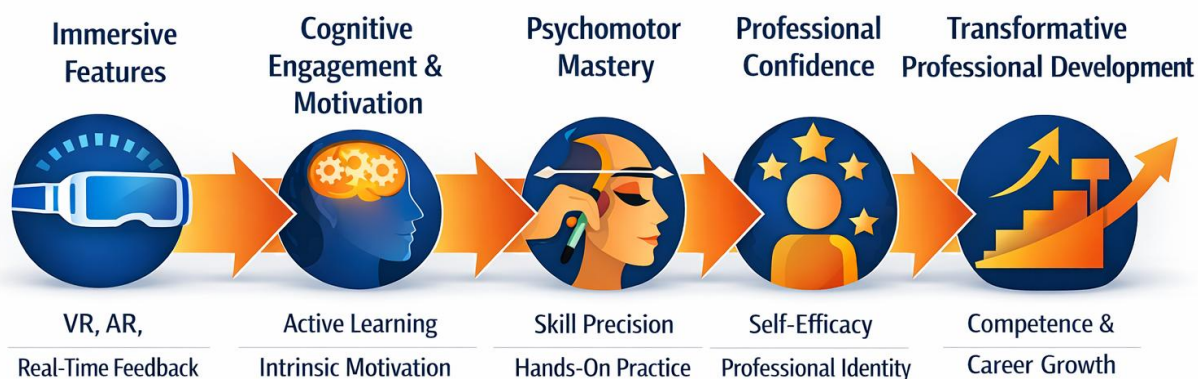 Immersive
Features
Cognitive
Engagement &
Motivation
Psychomotor
Mastery
Professional
Confidence
Transformative
Professional Development
VR, AR,
Real-Time Feedback
Active Learning
Intrinsic Motivation
Skill Precision
Hands-On Practice
Self-Efficacy
Professional Identity
Competence &
Career Growth